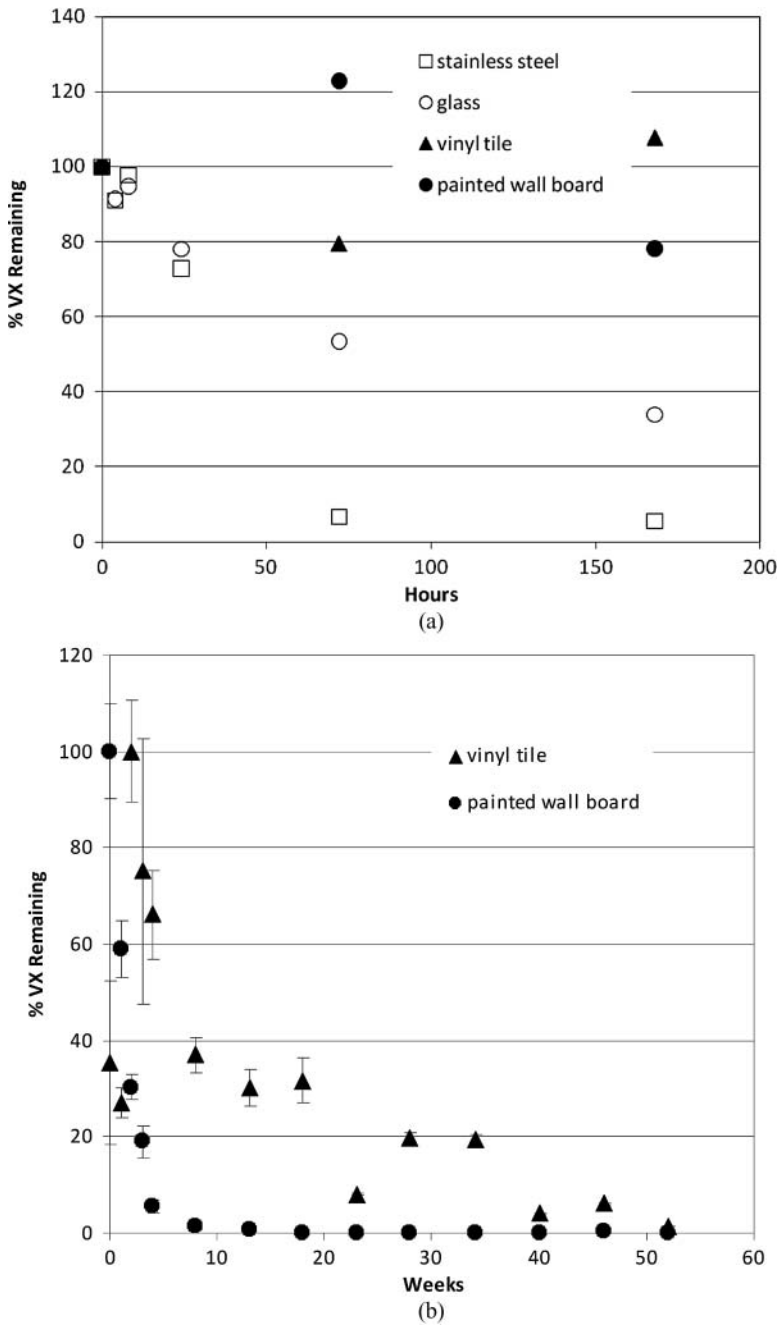 140
120
100
80
60
40
20
0
% VX Remaining
stainless steel
glass
vinyl tile
painted wall board
0 50 100 150 200
Hours
(a)
120
100
80
60
40
20
0
% VX Remaining
vinyl tile
painted wall board
0 10 20 30 40 50 60
Weeks
(b)